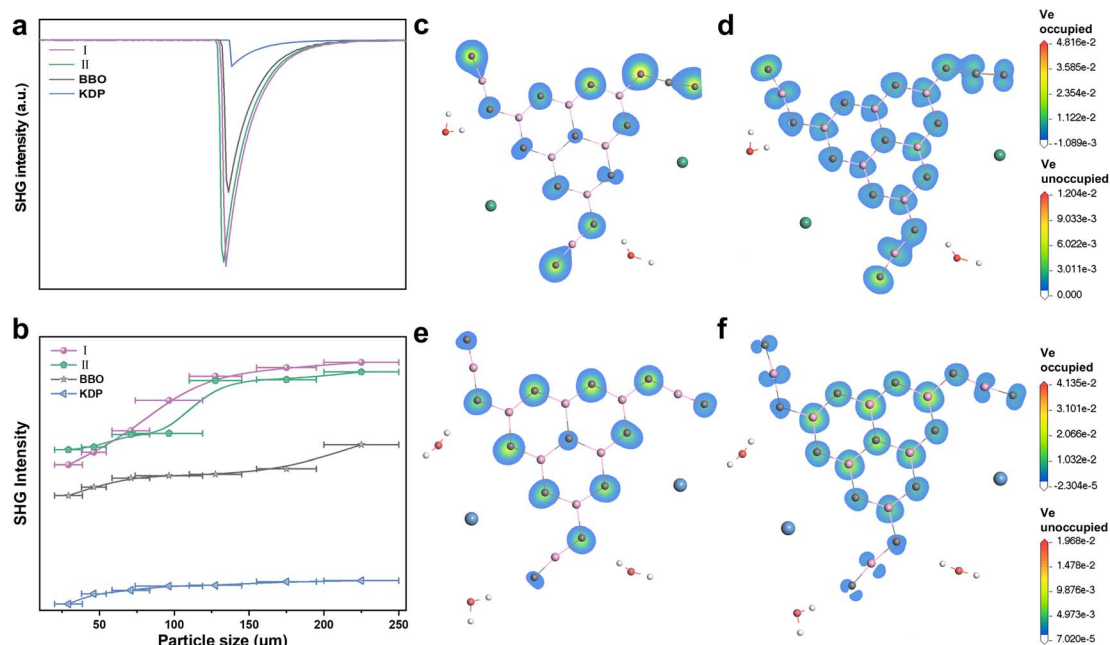 a
I
II
BBO
KDP
SHG intensity (a.u.)
b
I
II
BBO
KDP
SHG Intensity
50
100
150
200
250
Particle size (μm)
c
d
e
f
Ve
occupied
4.816e-2
3.585e-2
2.354e-2
1.122e-2
-1.089e-3
Ve
unoccupied
1.204e-2
9.033e-3
6.022e-3
3.011e-3
0.000
Ve
occupied
4.135e-2
3.101e-2
2.066e-2
1.032e-2
-2.304e-5
Ve
unoccupied
1.968e-2
1.478e-2
9.876e-3
4.973e-3
7.020e-5